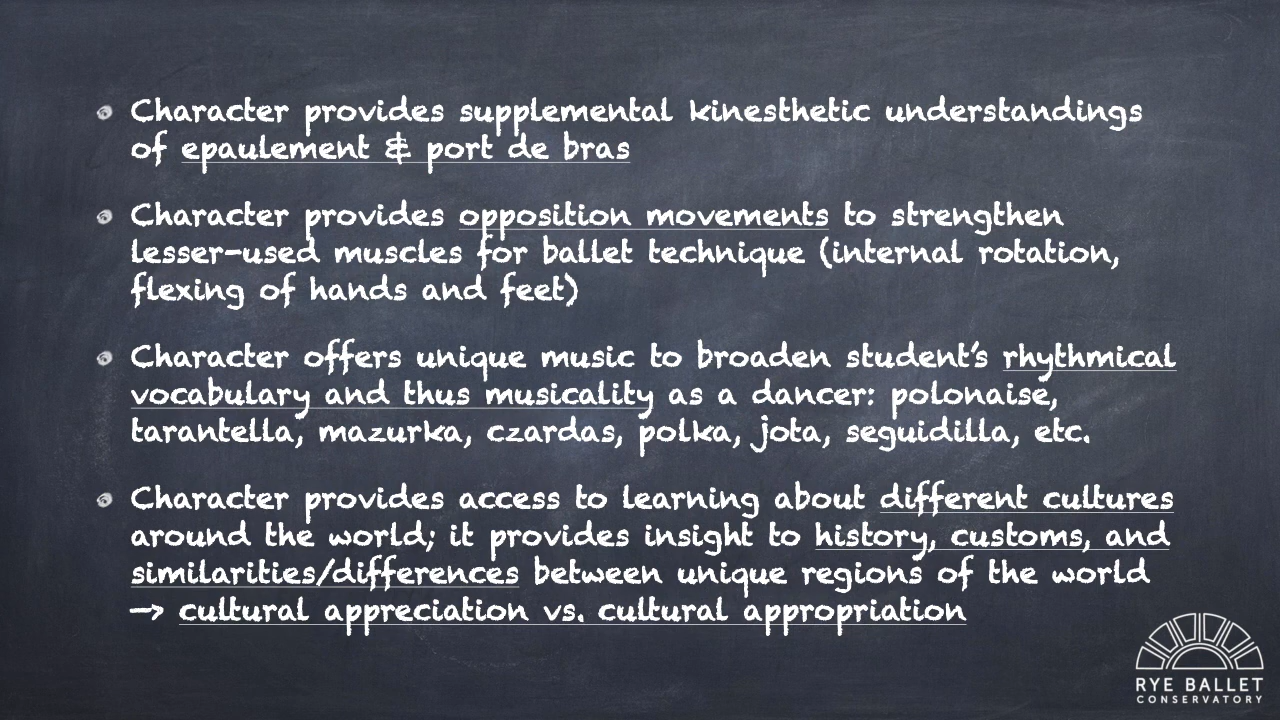 Character provides supplemental kinesthetic understandings
of epaulement & port de bras
Character provides opposition movements to strengthen
lesser-used muscles for ballet technique (internal rotation,
flexing of hands and feet)
Character offers unique music to broaden student's rhythmical
vocabulary and thus musicality as a dancer: polonaise,
tarantella, mazurka, czardas, polka, jota, seguidilla, etc.
Character provides access to learning about different cultures
around the world; it provides insight to history, customs, and
similarities/differences between unique regions of the world
→ cultural appreciation vs. cultural appropriation
RYE BALLET
CONSERVATORY